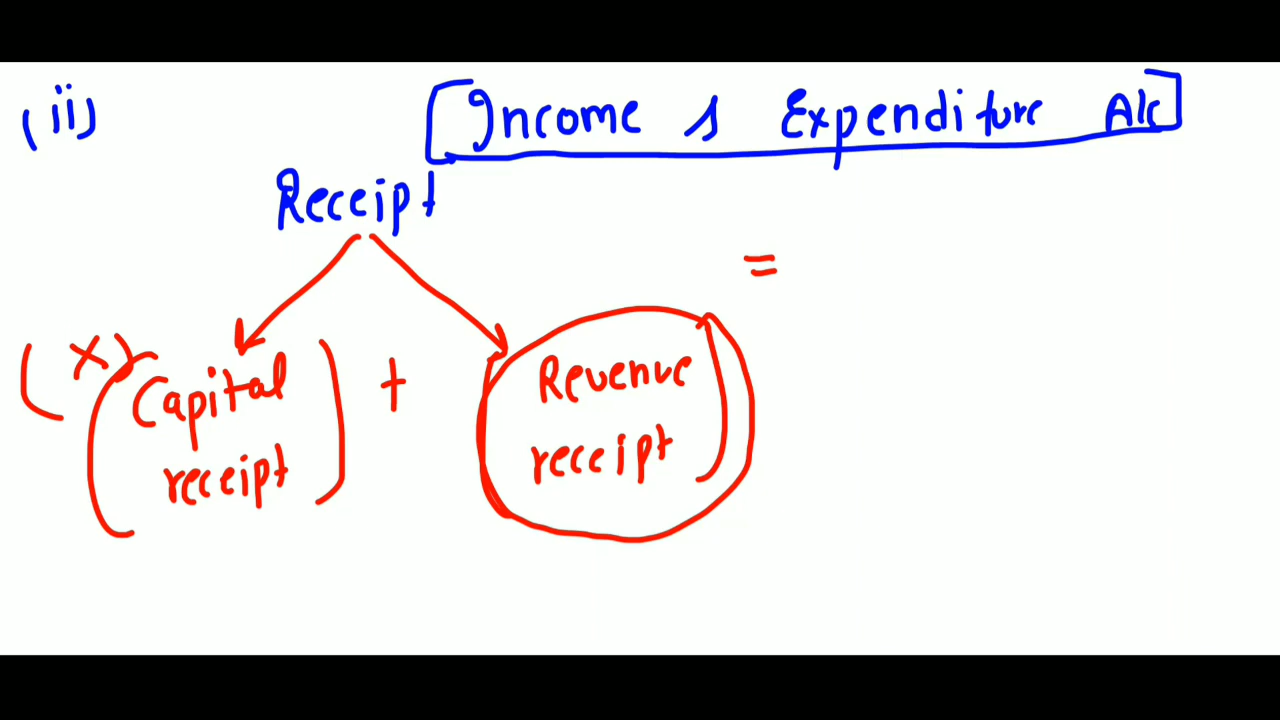 (ii)
Income & Expenditure A/c
Receipt
=
(x)
(Capital receipt) + (Revenue receipt)